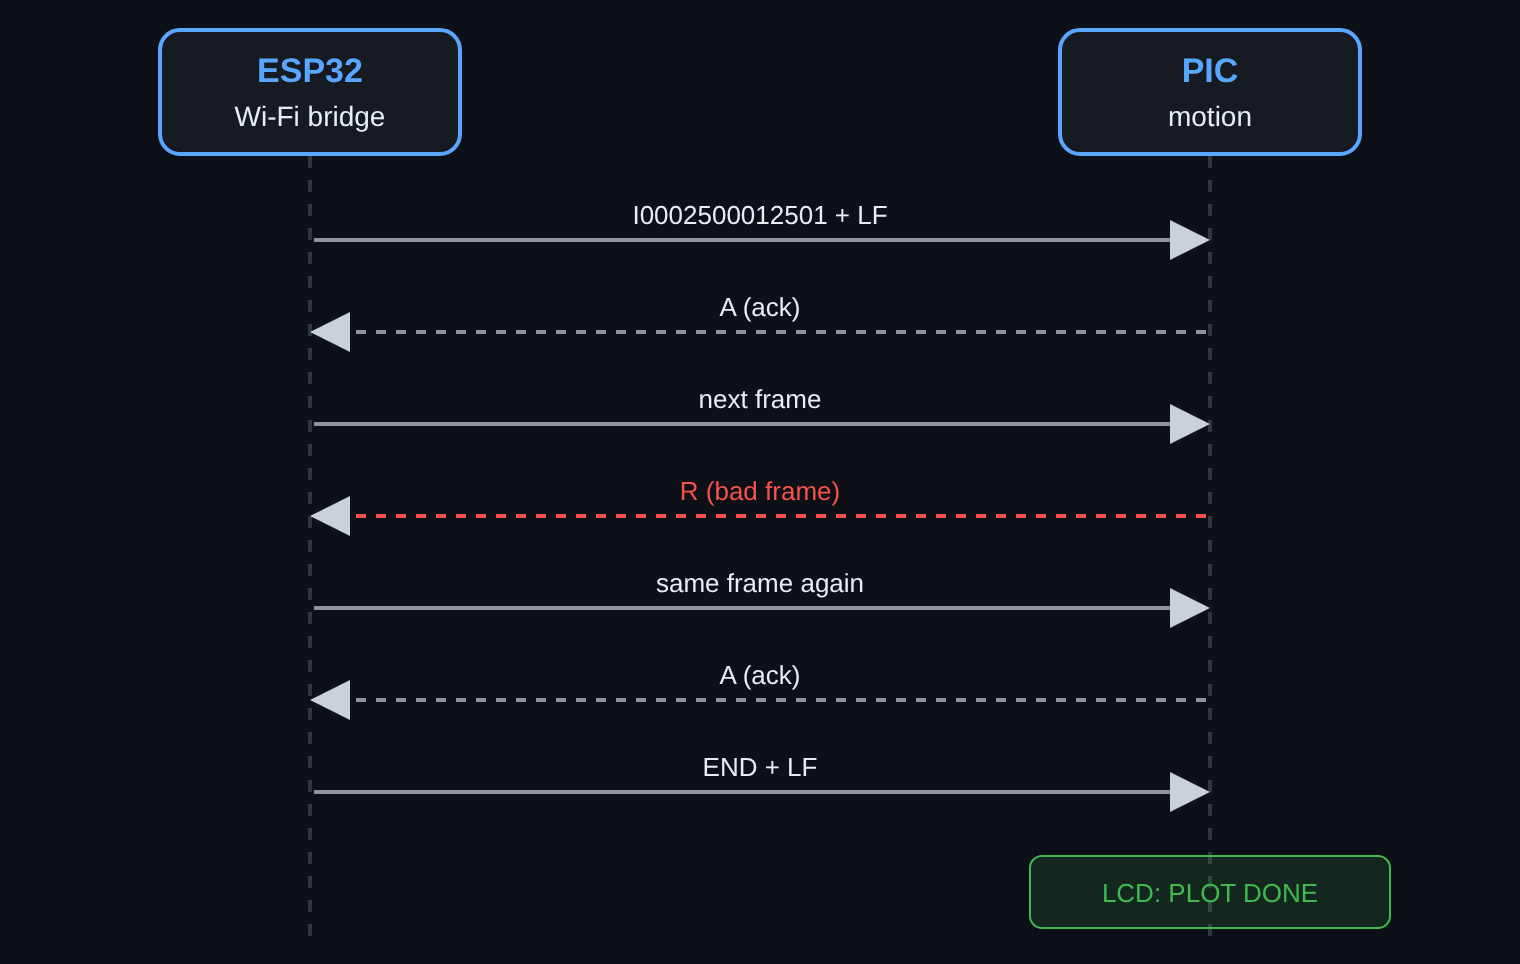 ESP32
Wi-Fi bridge
PIC
motion
I0002500012501 + LF
A (ack)
next frame
R (bad frame)
same frame again
A (ack)
END + LF
LCD: PLOT DONE